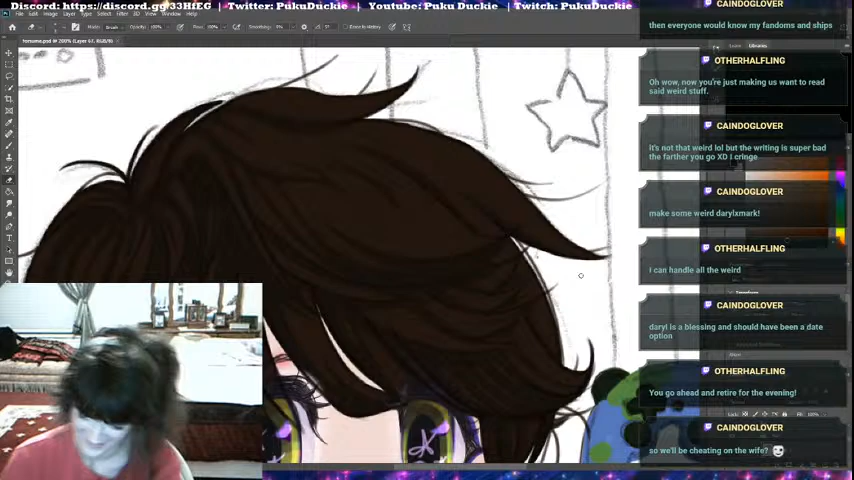 Discord: https://discord.gg/33HfEG | Twitter: PukuDuckie | Youtube: Puku Duckie | Twitch: PukuDuckie
CAINDOGLOVER
then everyone would know my fandoms and ships
OTHERHALFLING
Oh wow, now you're just making us want to read
said weird stuff.
CAINDOGLOVER
it's not that weird lol but the writing is super bad
the farther you go XD I cringe
CAINDOGLOVER
make some weird darylxmark!
OTHERHALFLING
I can handle all the weird
CAINDOGLOVER
daryl is a blessing and should have been a date
option
OTHERHALFLING
You go ahead and retire for the evening!
CAINDOGLOVER
so we'll be cheating on the wife?